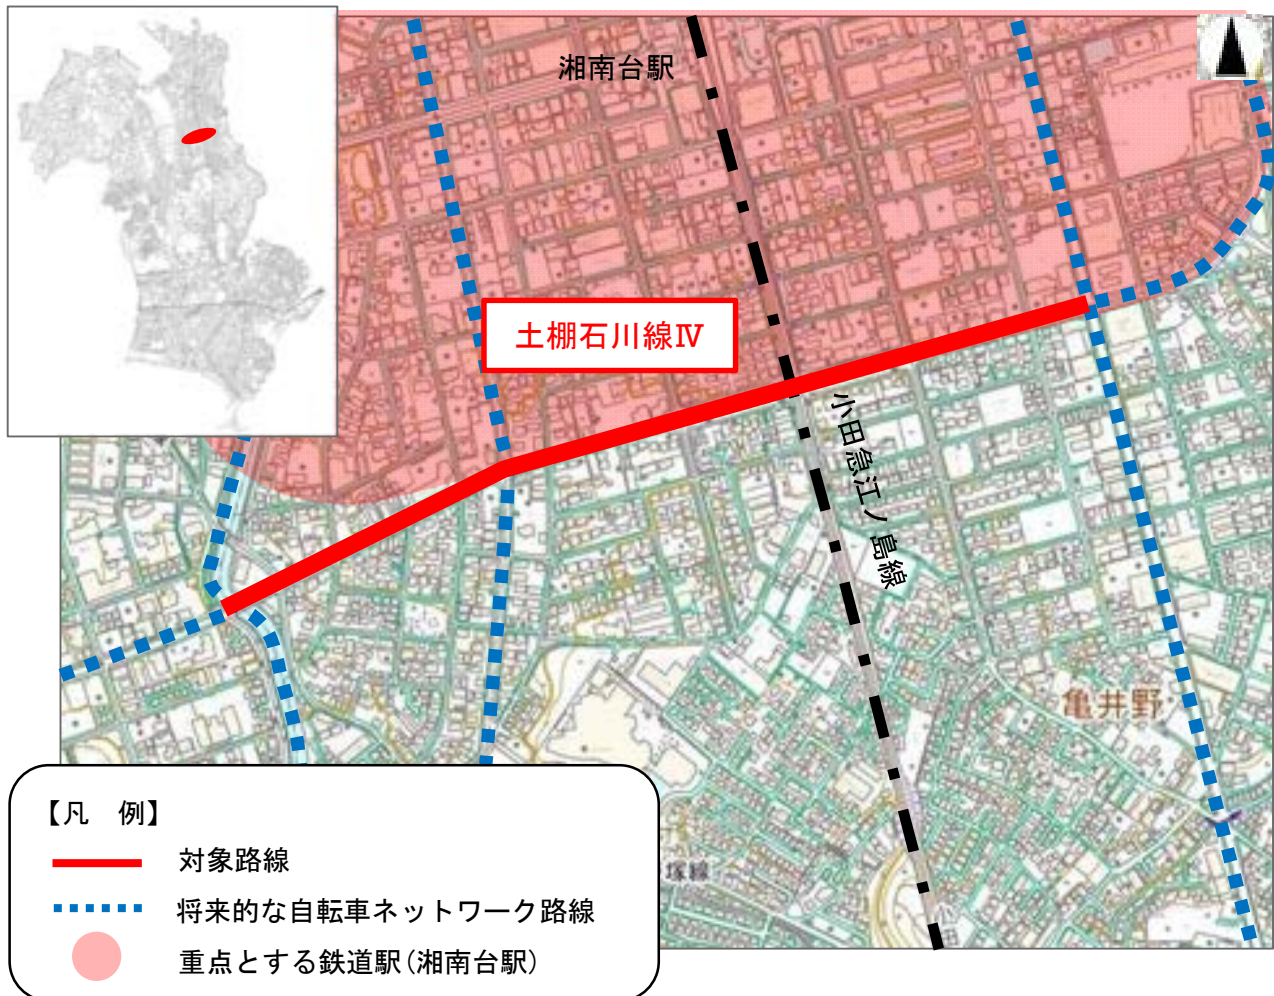 湘南台駅
土棚石川線Ⅳ
小田急江ノ島線
亀井野
塚線
【凡　例】
対象路線
将来的な自転車ネットワーク路線
重点とする鉄道駅(湘南台駅)